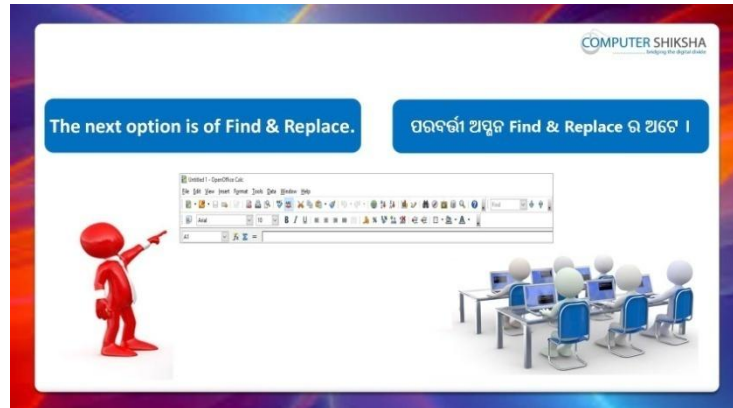 COMPUTER SHIKSHA
bridging the digital divide
The next option is of Find & Replace.
ପରବର୍ତ୍ତୀ ଅପ୍ସନ Find & Replace ର ଅଟେ ।
Untitled 1 - OpenOffice Calc
File Edit View Insert Format Tools Data Window Help
Find
Arial 10 B I U
A1 =